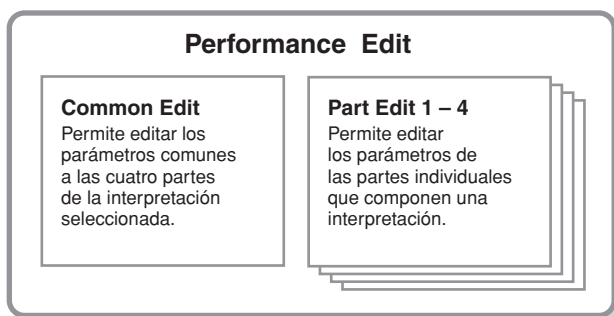 Performance Edit
Common Edit
Permite editar los
parámetros comunes
a las cuatro partes
de la interpretación
seleccionada.
Part Edit 1 – 4
Permite editar
los parámetros de
las partes individuales
que componen una
interpretación.